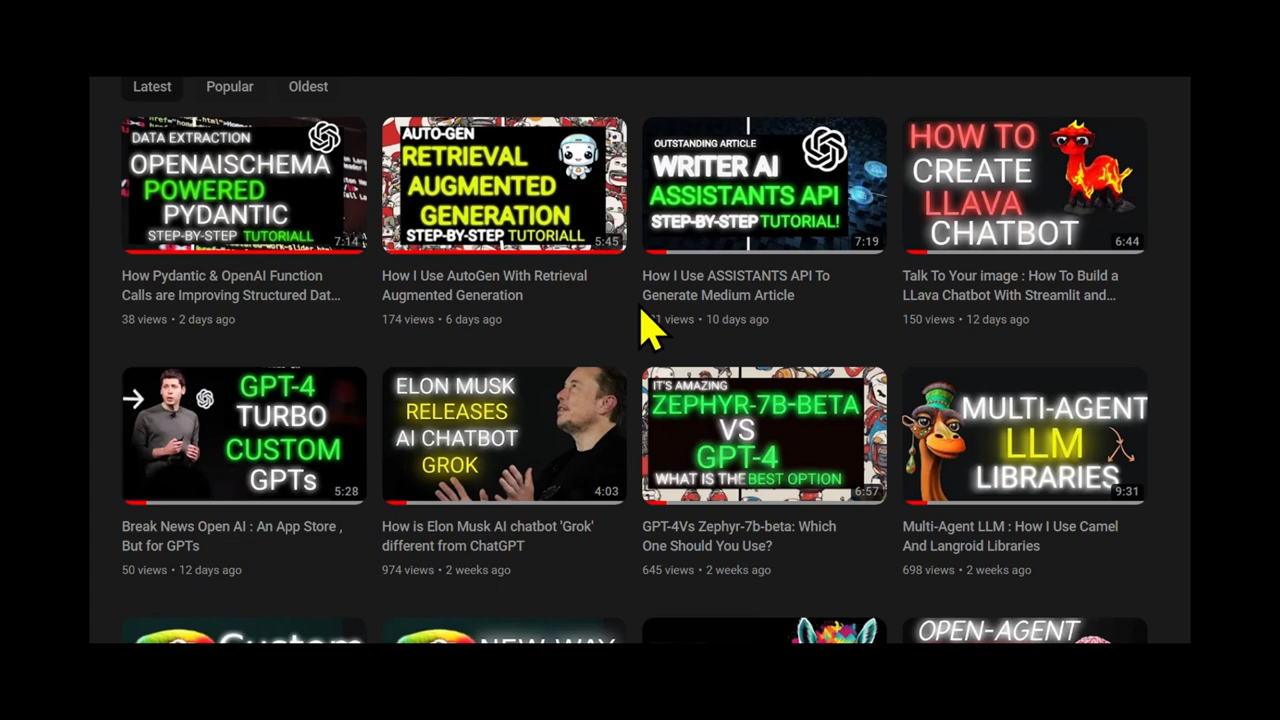 Latest Popular Oldest
DATA EXTRACTION
OPENAISCHEMA
POWERED
PYDANTIC
STEP-BY-STEP TUTORIALL
7:14
AUTO-GEN
RETRIEVAL
AUGMENTED
GENERATION
STEP-BY-STEP TUTORIALL
5:45
OUTSTANDING ARTICLE
WRITER AI
ASSISTANTS API
STEP-BY-STEP TUTORIAL!
7:19
HOW TO
CREATE
LLAVA
CHATBOT
6:44
How Pydantic & OpenAI Function
Calls are Improving Structured Dat...
38 views • 2 days ago
How I Use AutoGen With Retrieval
Augmented Generation
174 views • 6 days ago
How I Use ASSISTANTS API To
Generate Medium Article
views • 10 days ago
Talk To Your image : How To Build a
LLava Chatbot With Streamlit and...
150 views • 12 days ago
GPT-4
TURBO
CUSTOM
GPTs
5:28
ELON MUSK
RELEASES
AI CHATBOT
GROK
4:03
IT'S AMAZING
ZEPHYR-7B-BETA
VS
GPT-4
WHAT IS THE BEST OPTION
6:57
MULTI-AGENT
LLM
LIBRARIES
9:31
Break News Open AI : An App Store ,
But for GPTs
50 views • 12 days ago
How is Elon Musk AI chatbot 'Grok'
different from ChatGPT
974 views • 2 weeks ago
GPT-4Vs Zephyr-7b-beta: Which
One Should You Use?
645 views • 2 weeks ago
Multi-Agent LLM : How I Use Camel
And Langroid Libraries
698 views • 2 weeks ago
Custom
NEW WAY
OPEN-AGENT